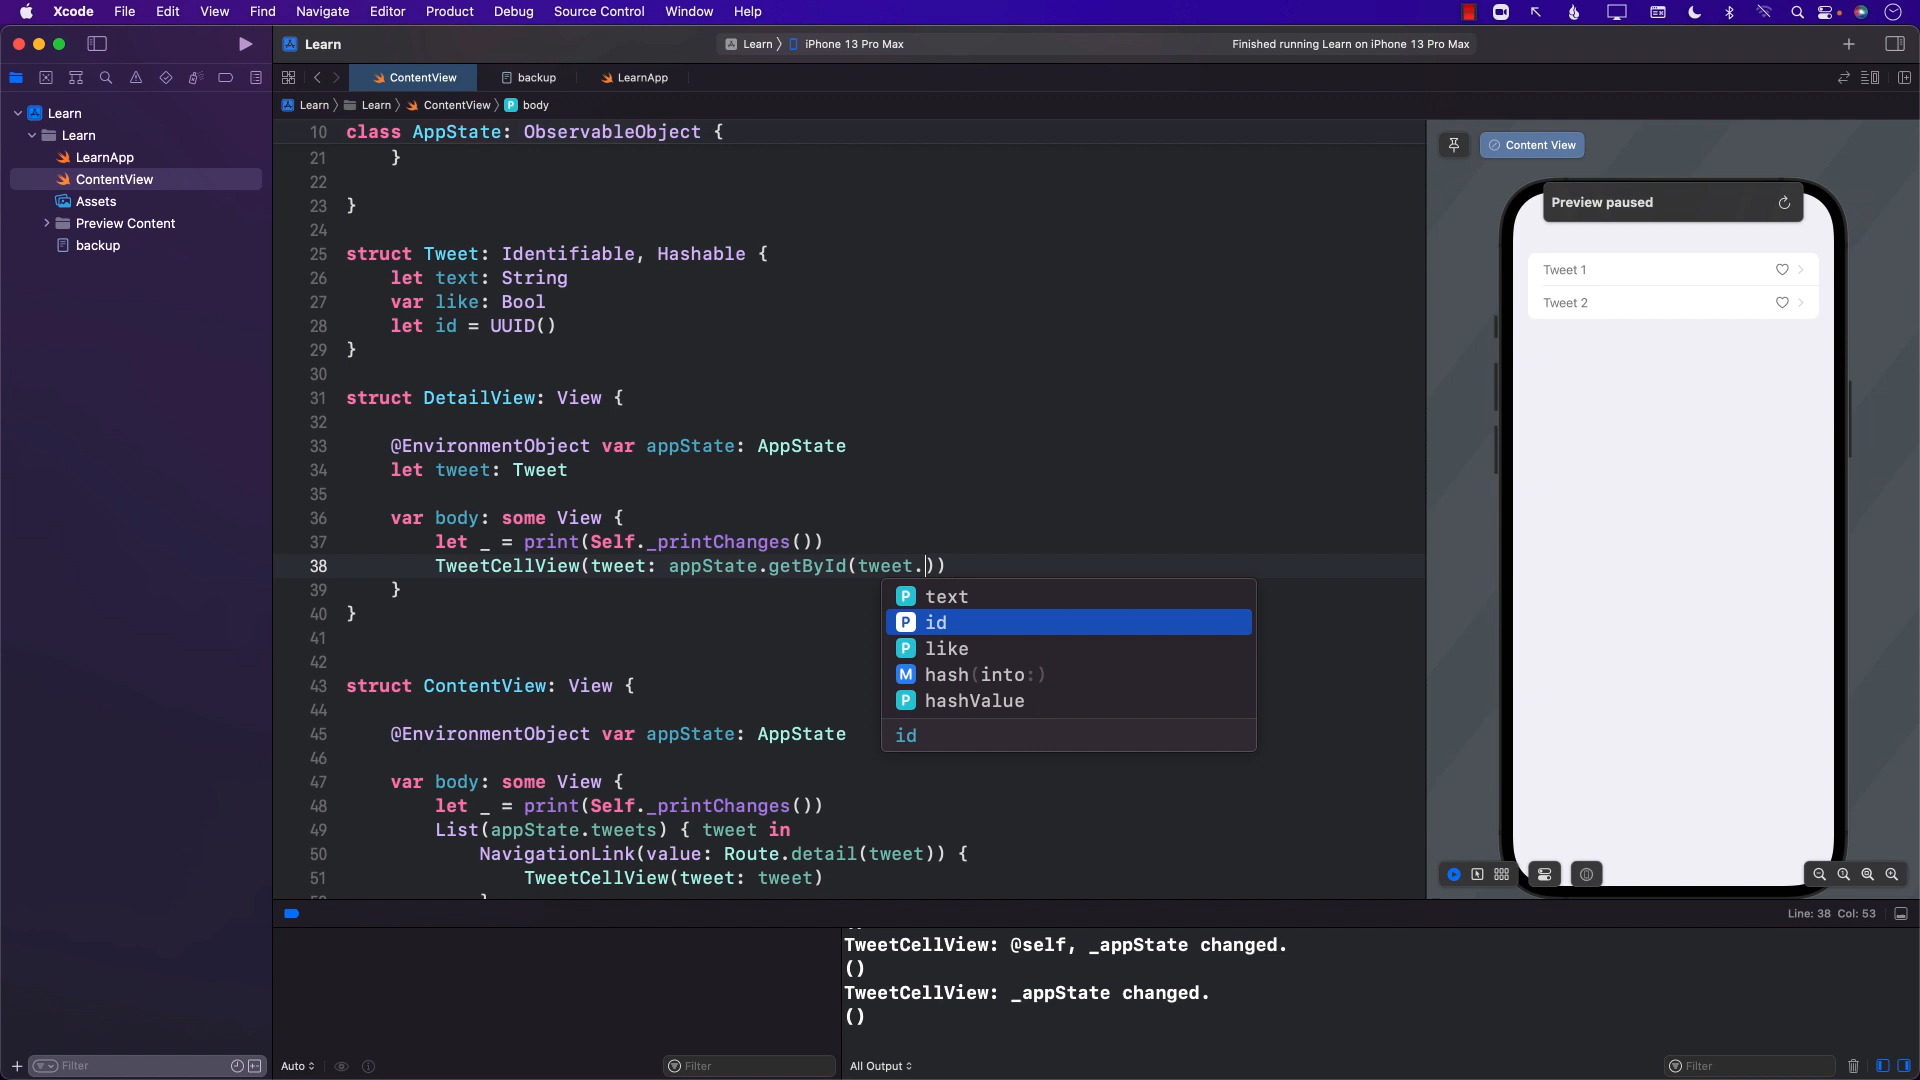 Xcode File Edit View Find Navigate Editor Product Debug Source Control Window Help
Learn
Learn iPhone 13 Pro Max
Finished running Learn on iPhone 13 Pro Max
ContentView backup LearnApp
Learn Learn ContentView P body
Learn
Learn
LearnApp
ContentView
Assets
Preview Content
backup
10 class AppState: ObservableObject {
21 }
22
23 }
24
25 struct Tweet: Identifiable, Hashable {
26 let text: String
27 var like: Bool
28 let id = UUID()
29 }
30
31 struct DetailView: View {
32
33 @EnvironmentObject var appState: AppState
34 let tweet: Tweet
35
36 var body: some View {
37 let _ = print(Self._printChanges())
38 TweetCellView(tweet: appState.getById(tweet.))
39 }
40 }
41
42
43 struct ContentView: View {
44
45 @EnvironmentObject var appState: AppState
46
47 var body: some View {
48 let _ = print(Self._printChanges())
49 List(appState.tweets) { tweet in
50 NavigationLink(value: Route.detail(tweet)) {
51 TweetCellView(tweet: tweet)
P text
P id
P like
M hash(into:)
P hashValue
id
Content View
Preview paused
Tweet 1
Tweet 2
Line: 38 Col: 53
TweetCellView: @self, _appState changed.
()
TweetCellView: _appState changed.
()
Filter
Auto
Filter
All Output
Filter